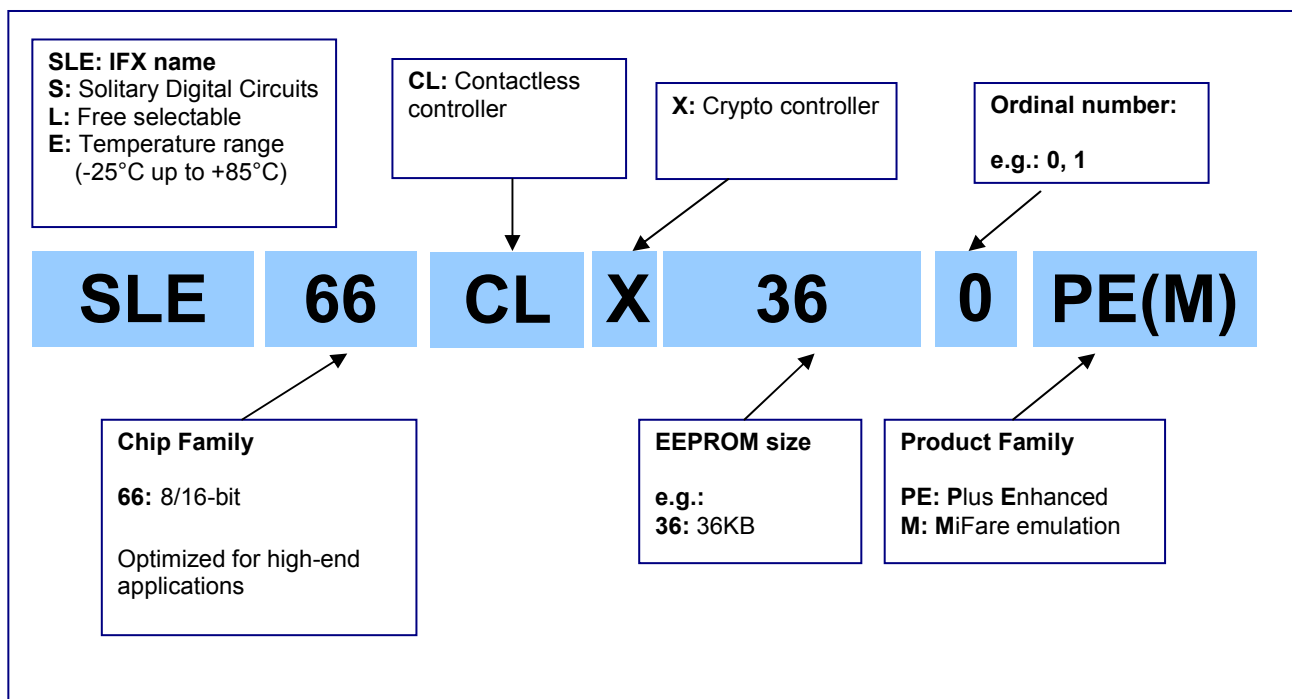 SLE: IFX name
S: Solitary Digital Circuits
L: Free selectable
E: Temperature range
(-25°C up to +85°C)
CL: Contactless
controller
X: Crypto controller
Ordinal number:
e.g.: 0, 1
SLE 66 CL X 36 0 PE(M)
Chip Family
66: 8/16-bit
Optimized for high-end
applications
EEPROM size
e.g.:
36: 36KB
Product Family
PE: Plus Enhanced
M: MiFare emulation